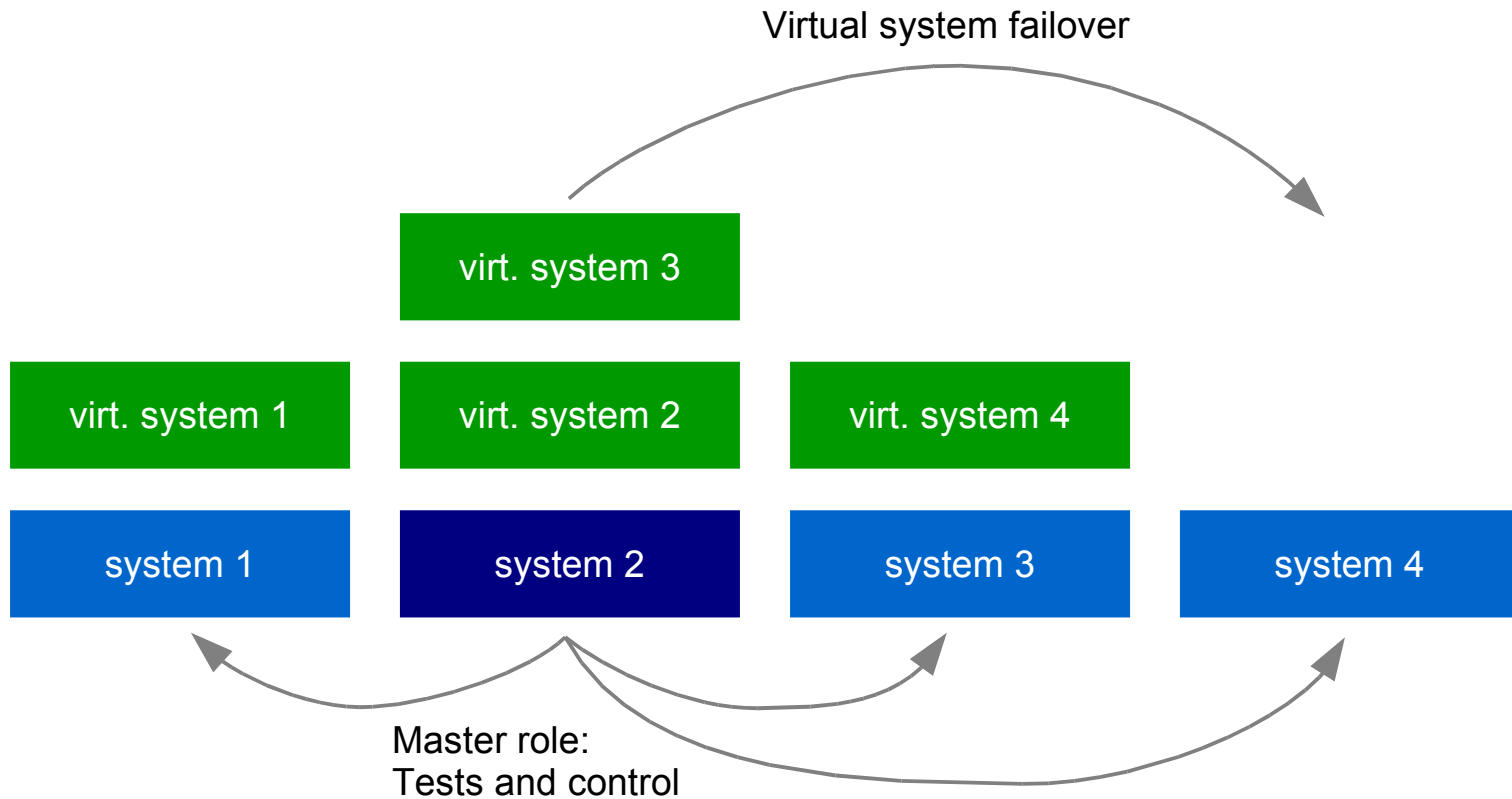 Virtual system failover
virt. system 3
virt. system 1
virt. system 2
virt. system 4
system 1
system 2
system 3
system 4
Master role:
Tests and control